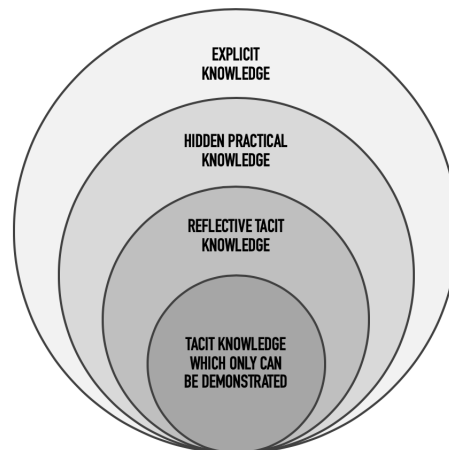 EXPLICIT
KNOWLEDGE
HIDDEN PRACTICAL
KNOWLEDGE
REFLECTIVE TACIT
KNOWLEDGE
TACIT KNOWLEDGE
WHICH ONLY CAN
BE DEMONSTRATED